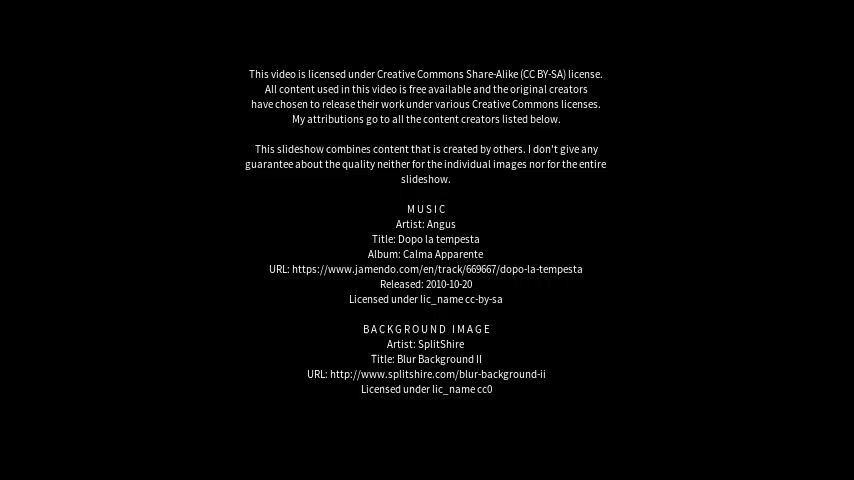 This video is licensed under Creative Commons Share-Alike (CC BY-SA) license.
All content used in this video is free available and the original creators
have chosen to release their work under various Creative Commons licenses.
My attributions go to all the content creators listed below.
This slideshow combines content that is created by others. I don't give any
guarantee about the quality neither for the individual images nor for the entire
slideshow.
MUSIC
Artist: Angus
Title: Dopo la tempesta
Album: Calma Apparente
URL: https://www.jamendo.com/en/track/669667/dopo-la-tempesta
Released: 2010-10-20
Licensed under lic_name cc-by-sa
BACKGROUND IMAGE
Artist: SplitShire
Title: Blur Background II
URL: http://www.splitshire.com/blur-background-ii
Licensed under lic_name cc0